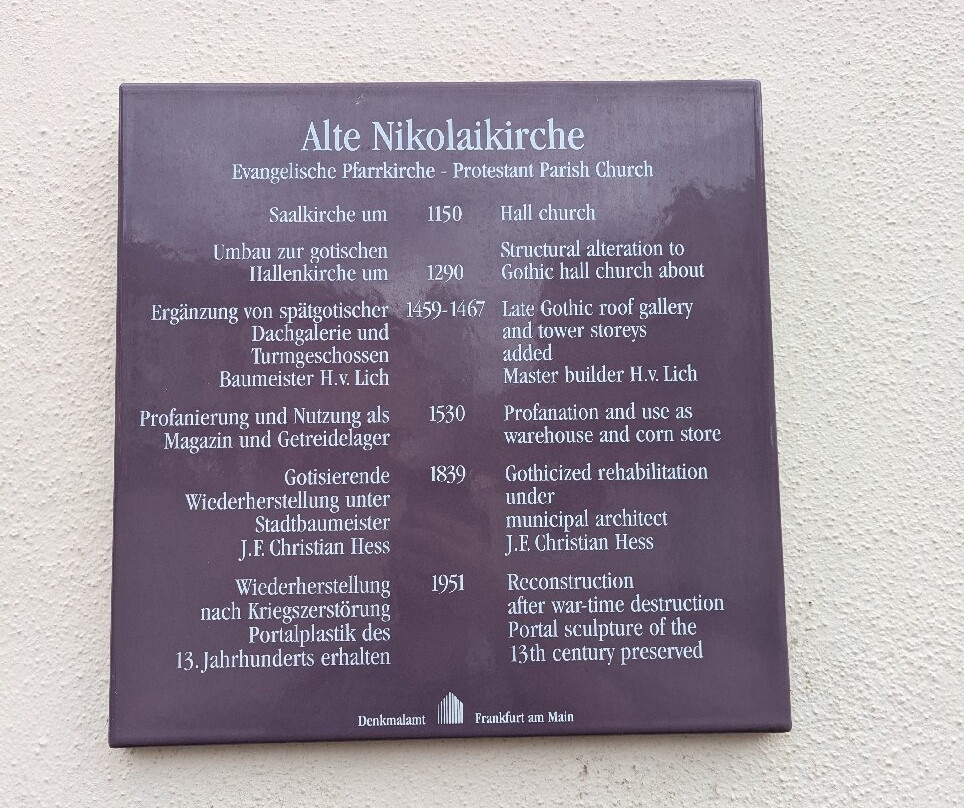 Alte Nikolaikirche
Evangelische Pfarrkirche - Protestant Parish Church
Saalkirche um 1150 Hall church
Umbau zur gotischen Structural alteration to
Hallenkirche um 1290 Gothic hall church about
Ergänzung von spätgotischer 1459-1467 Late Gothic roof gallery
Dachgalerie und and tower storeys
Turmgeschossen added
Baumeister H.v. Lich Master builder H.v. Lich
Profanierung und Nutzung als 1530 Profanation and use as
Magazin und Getreidelager warehouse and corn store
Gotisierende 1839 Gothicized rehabilitation
Wiederherstellung unter under
Stadtbaumeister municipal architect
J.F. Christian Hess J.F. Christian Hess
Wiederherstellung 1951 Reconstruction
nach Kriegszerstörung after war-time destruction
Portalplastik des Portal sculpture of the
13. Jahrhunderts erhalten 13th century preserved
Denkmalamt Frankfurt am Main